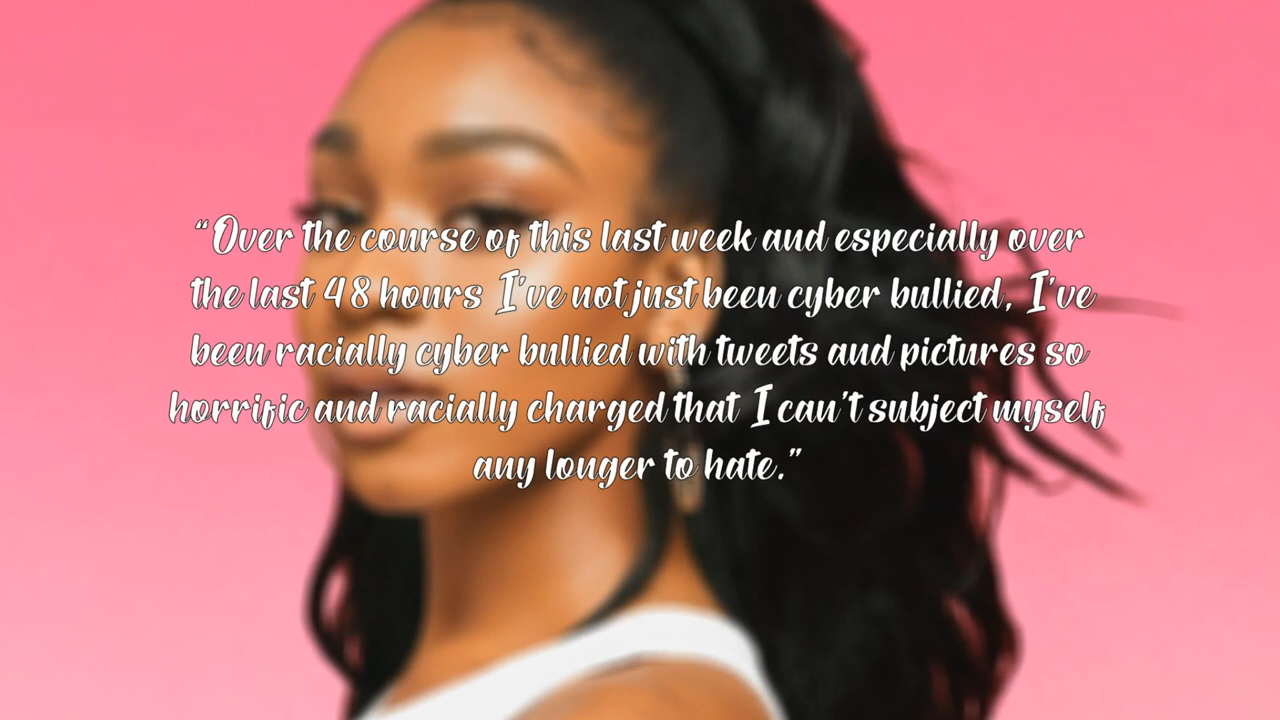 “Over the course of this last week and especially over
the last 48 hours I’ve not just been cyber bullied, I’ve
been racially cyber bullied with tweets and pictures so
horrific and racially charged that I can’t subject myself
any longer to hate.”